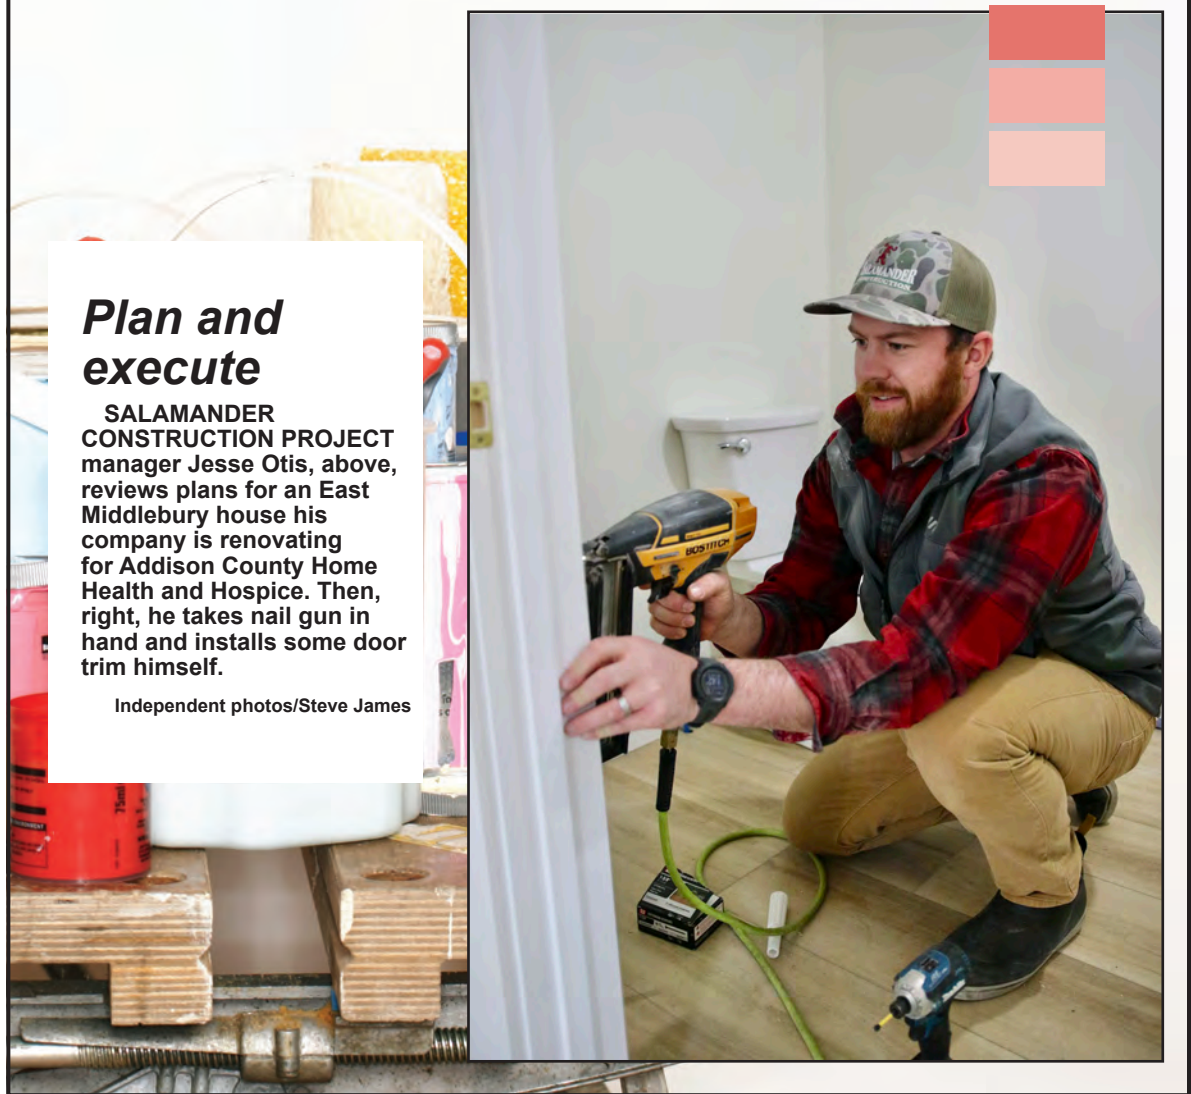 Plan and
execute
SALAMANDER
CONSTRUCTION PROJECT
manager Jesse Otis, above,
reviews plans for an East
Middlebury house his
company is renovating
for Addison County Home
Health and Hospice. Then,
right, he takes nail gun in
hand and installs some door
trim himself.
Independent photos/Steve James
SALAMANDER
CONSTRUCTION
BOSTITCH
75ml